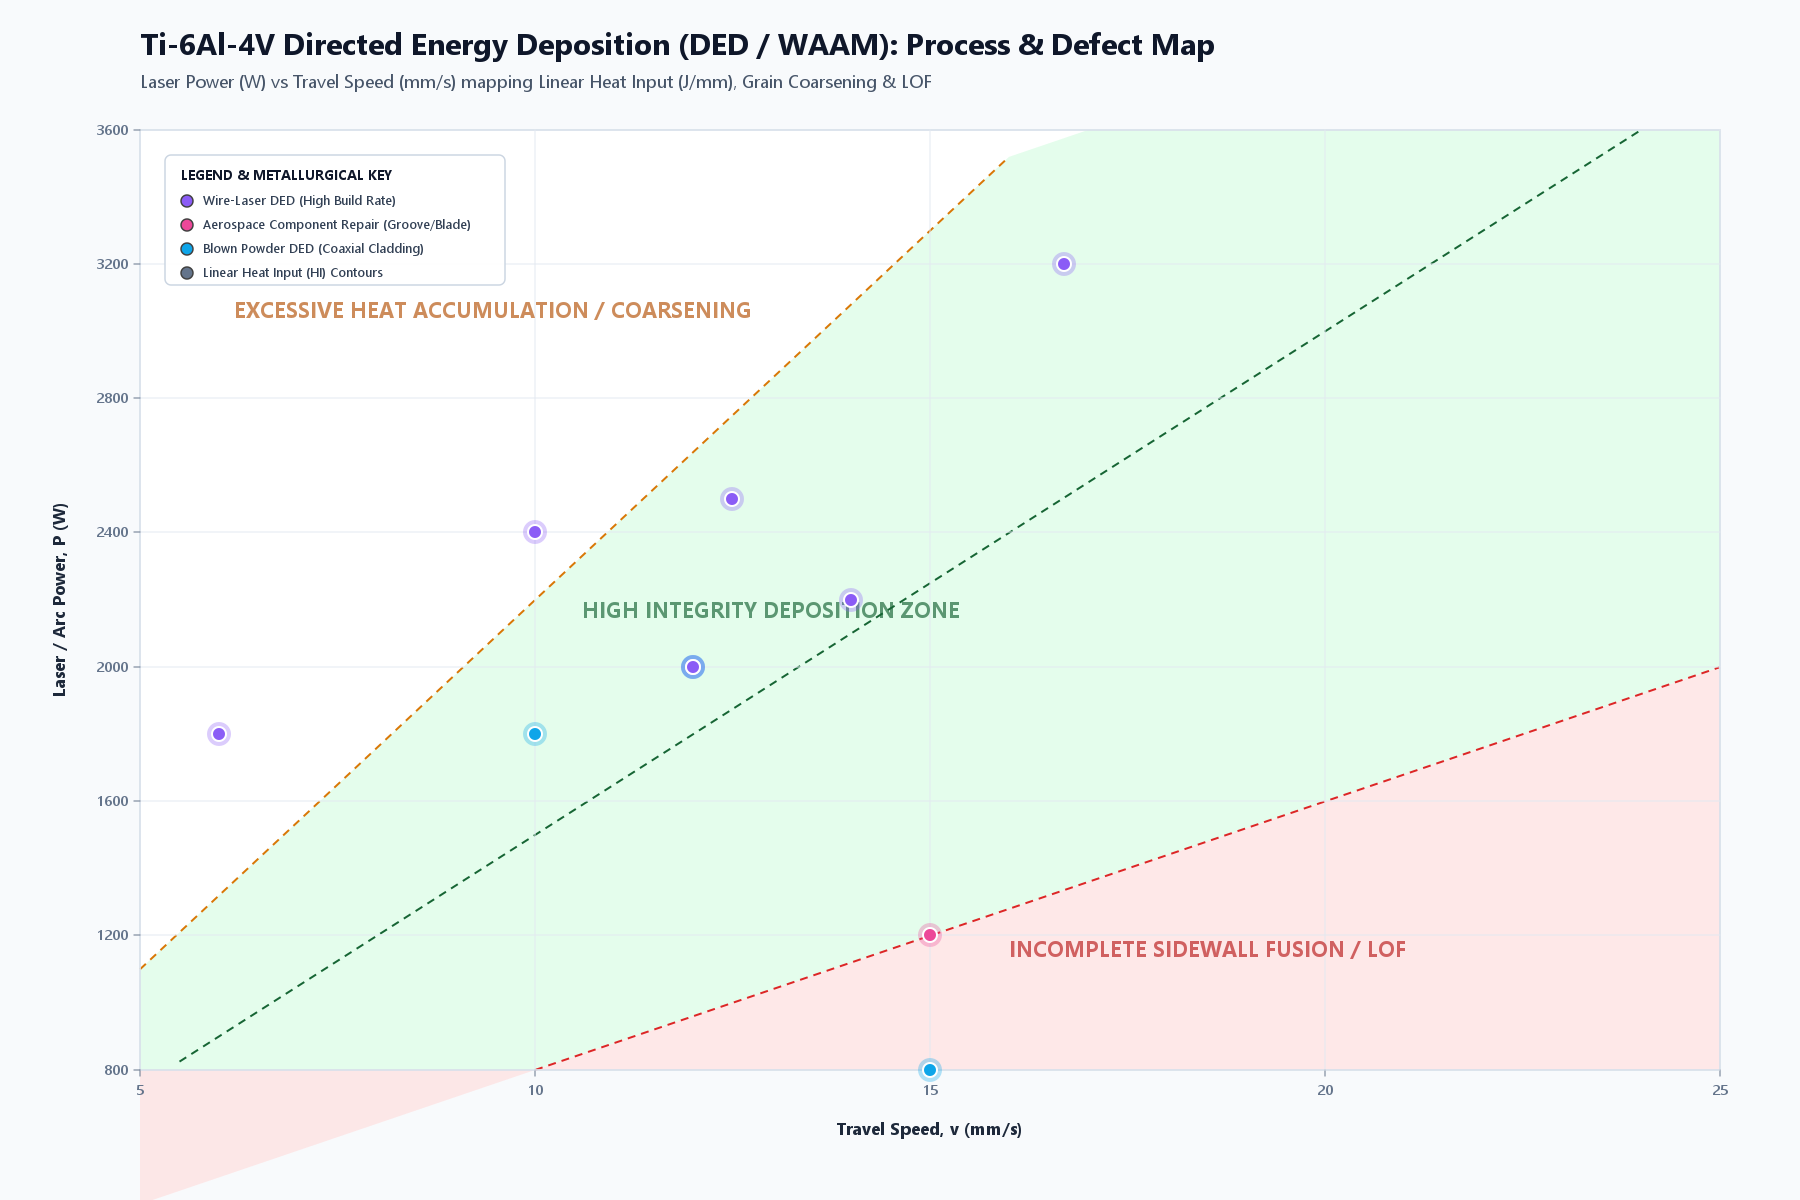 Ti-6Al-4V Directed Energy Deposition (DED / WAAM): Process & Defect Map
Laser Power (W) vs Travel Speed (mm/s) mapping Linear Heat Input (J/mm), Grain Coarsening & LOF
3600
3200
2800
2400
2000
1600
1200
800
Laser / Arc Power, P (W)
LEGEND & METALLURGICAL KEY
Wire-Laser DED (High Build Rate)
Aerospace Component Repair (Groove/Blade)
Blown Powder DED (Coaxial Cladding)
Linear Heat Input (HI) Contours
EXCESSIVE HEAT ACCUMULATION / COARSENING
HIGH INTEGRITY DEPOSITION ZONE
INCOMPLETE SIDEWALL FUSION / LOF
5
10
15
20
25
Travel Speed, v (mm/s)